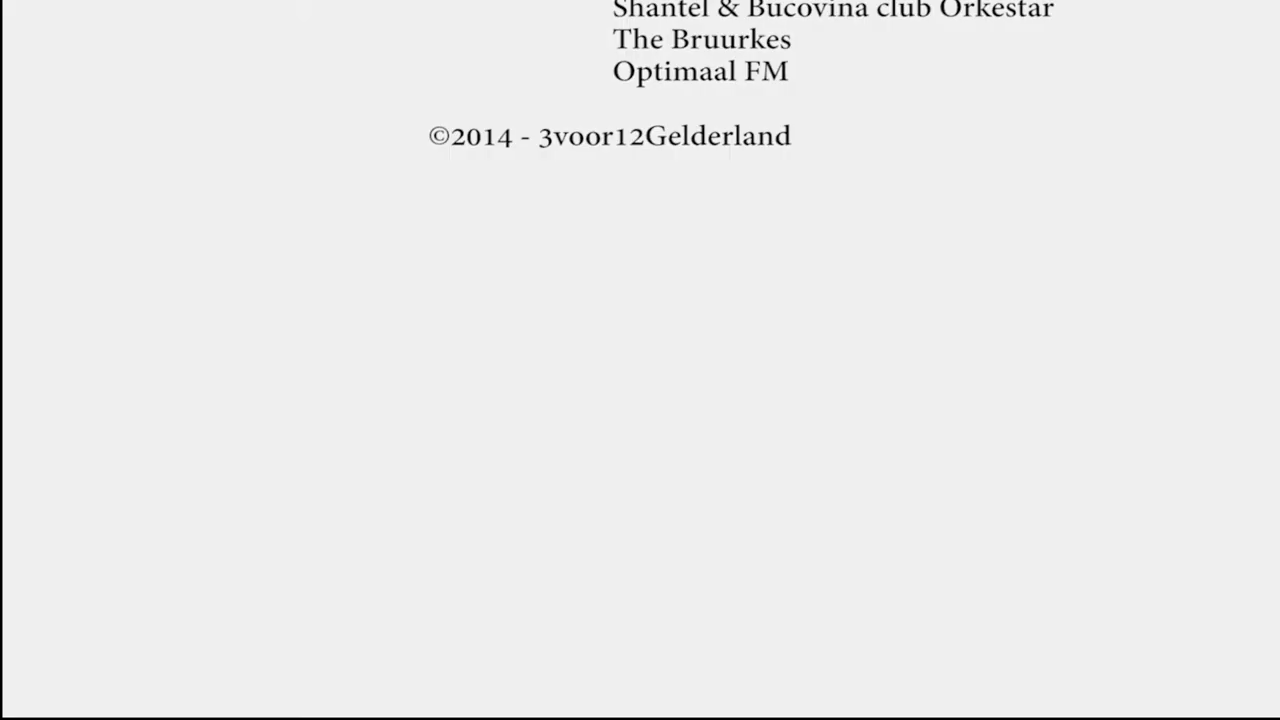 Shantel & Bucovina club Orkestar
The Bruurkes
Optimaal FM
©2014 - 3voor12Gelderland